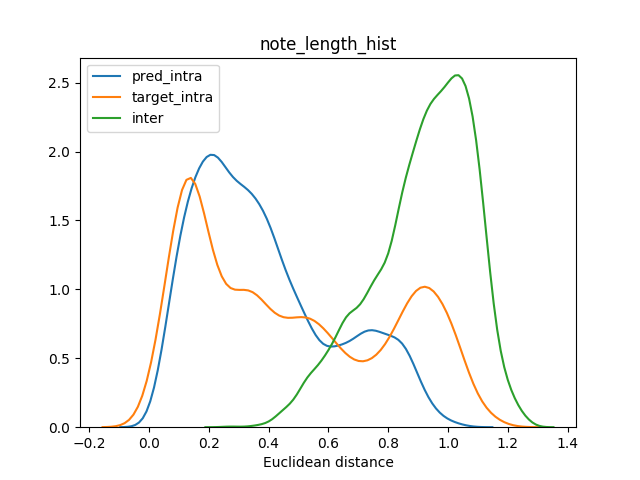 note_length_hist
pred_intra
target_intra
inter
2.5
2.0
1.5
1.0
0.5
0.0
−0.2 0.0 0.2 0.4 0.6 0.8 1.0 1.2 1.4
Euclidean distance